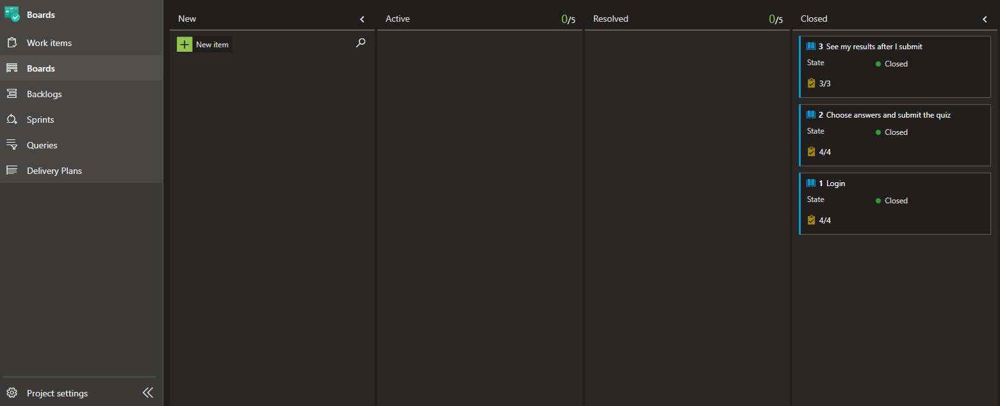 Boards
Work items
Boards
Backlogs
Sprints
Queries
Delivery Plans
Project settings
New
New item
Active 0/5
Resolved 0/5
Closed
3 See my results after I submit
State Closed
3/3
2 Choose answers and submit the quiz
State Closed
4/4
1 Login
State Closed
4/4